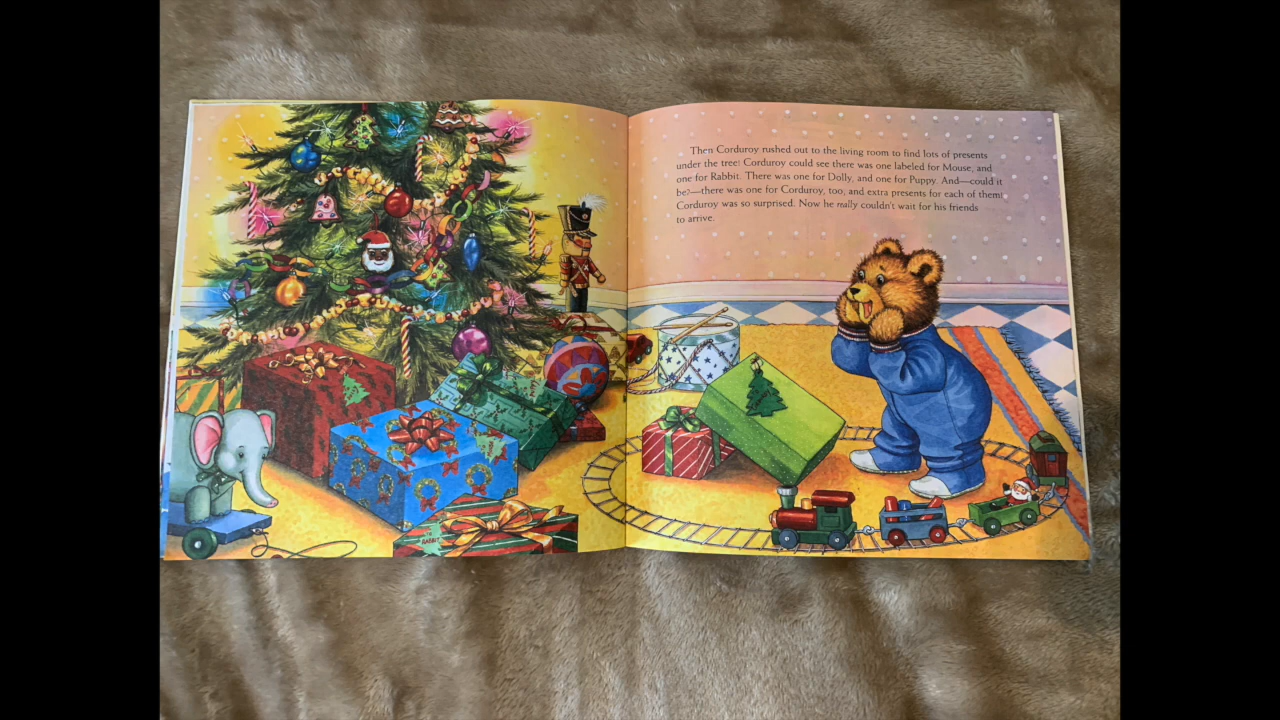 Then Corduroy rushed out to the living room to find lots of presents
under the tree! Corduroy could see there was one labeled for Mouse, and
one for Rabbit. There was one for Dolly, and one for Puppy. And—could it
be?—there was one for Corduroy, too, and extra presents for each of them!
Corduroy was so surprised. Now he really couldn't wait for his friends
to arrive.
TO
RABBIT